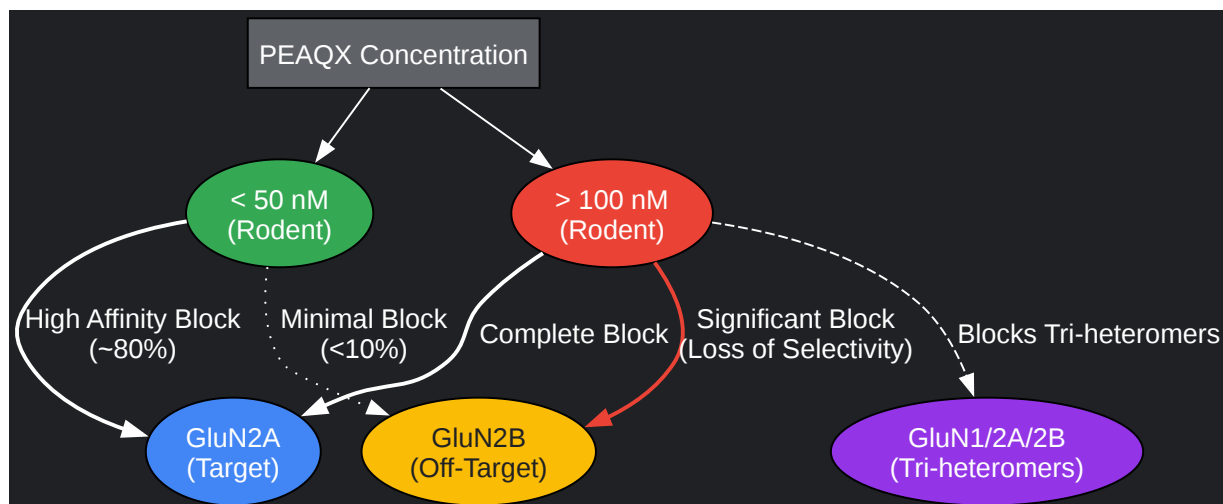 PEAQX Concentration
< 50 nM
(Rodent)
> 100 nM
(Rodent)
High Affinity Block
(~80%)
Minimal Block
(<10%)
Complete Block
Significant Block
(Loss of Selectivity)
Blocks Tri-heteromers
GluN2A
(Target)
GluN2B
(Off-Target)
GluN1/2A/2B
(Tri-heteromers)